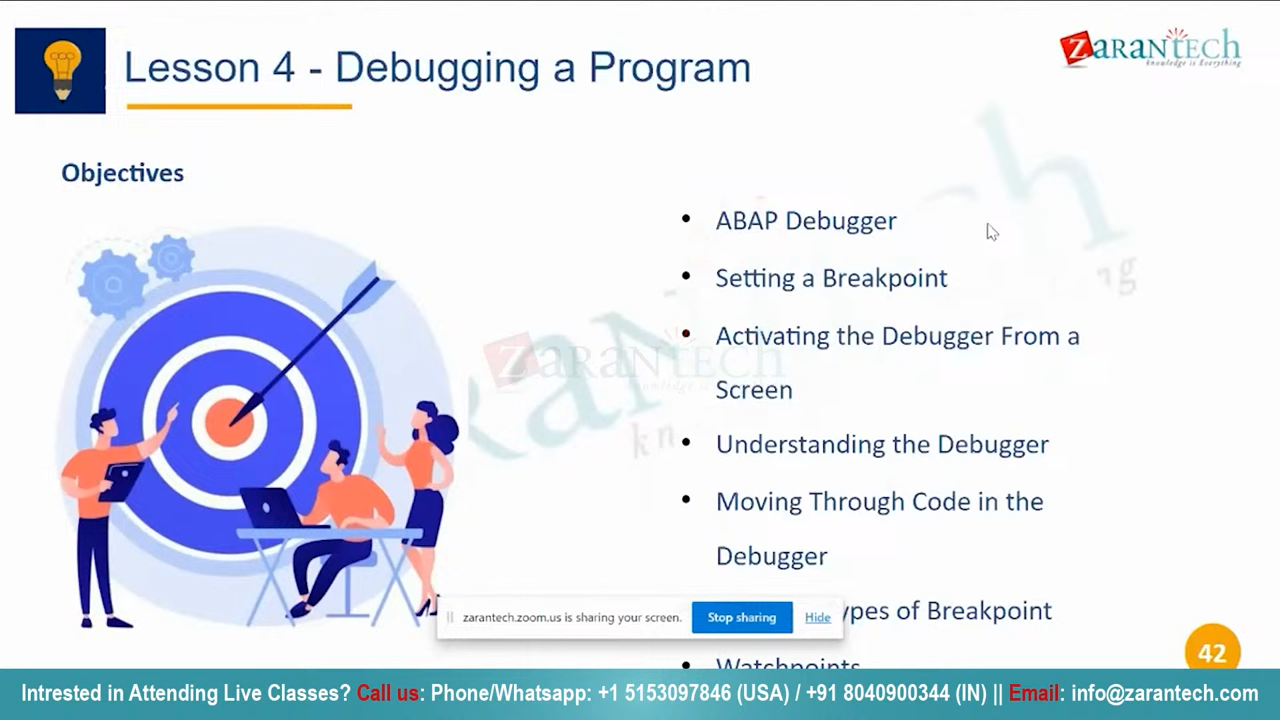 Lesson 4 - Debugging a Program
ZARANTECH
knowledge is Everything
Objectives
• ABAP Debugger
• Setting a Breakpoint
• Activating the Debugger From a
Screen
• Understanding the Debugger
• Moving Through Code in the
Debugger
ypes of Breakpoint
Watchpoints
ZARANTECH
zarantech.zoom.us is sharing your screen.
Stop sharing
Hide
42
Intrested in Attending Live Classes? Call us: Phone/Whatsapp: +1 5153097846 (USA) / +91 8040900344 (IN) || Email: info@zarantech.com